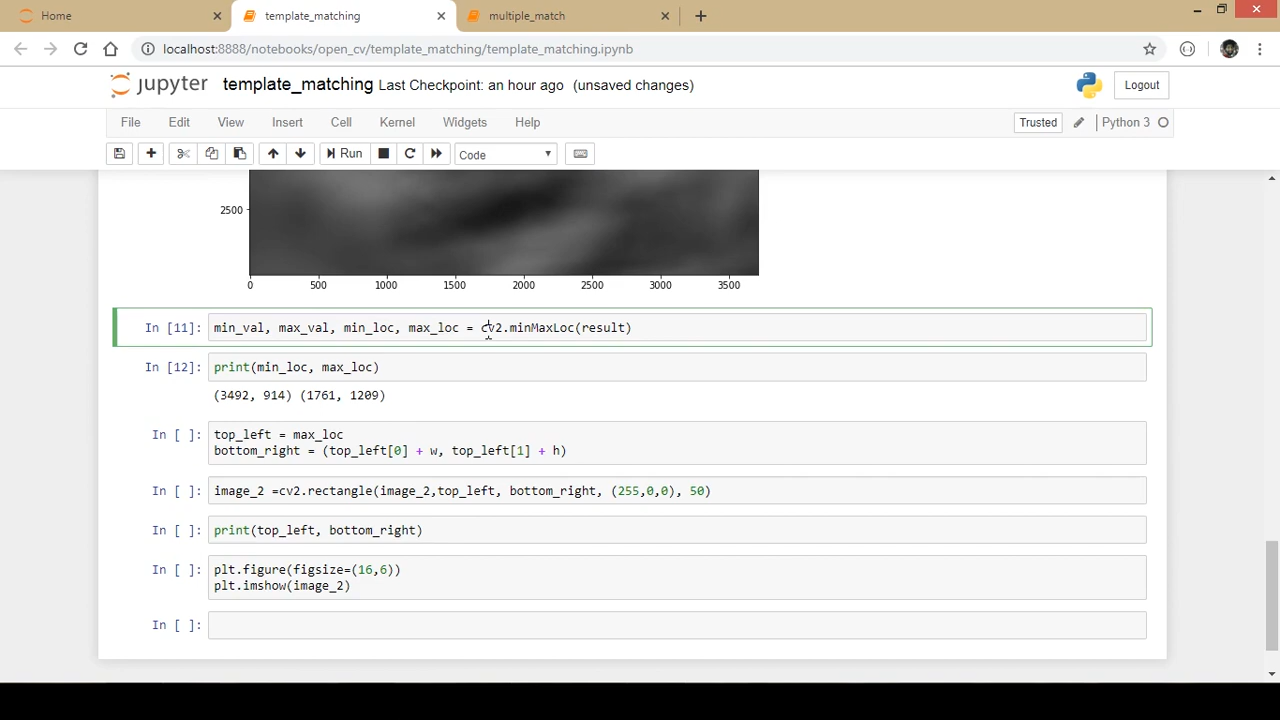 Home
template_matching
multiple_match
localhost:8888/notebooks/open_cv/template_matching/template_matching.ipynb
jupyter template_matching Last Checkpoint: an hour ago (unsaved changes)
Logout
File Edit View Insert Cell Kernel Widgets Help
Trusted
Python 3
Run
Code
2500
0 500 1000 1500 2000 2500 3000 3500
In [11]: min_val, max_val, min_loc, max_loc = cv2.minMaxLoc(result)
In [12]: print(min_loc, max_loc)
(3492, 914) (1761, 1209)
In [ ]: top_left = max_loc
bottom_right = (top_left[0] + w, top_left[1] + h)
In [ ]: image_2 =cv2.rectangle(image_2,top_left, bottom_right, (255,0,0), 50)
In [ ]: print(top_left, bottom_right)
In [ ]: plt.figure(figsize=(16,6))
plt.imshow(image_2)
In [ ]: